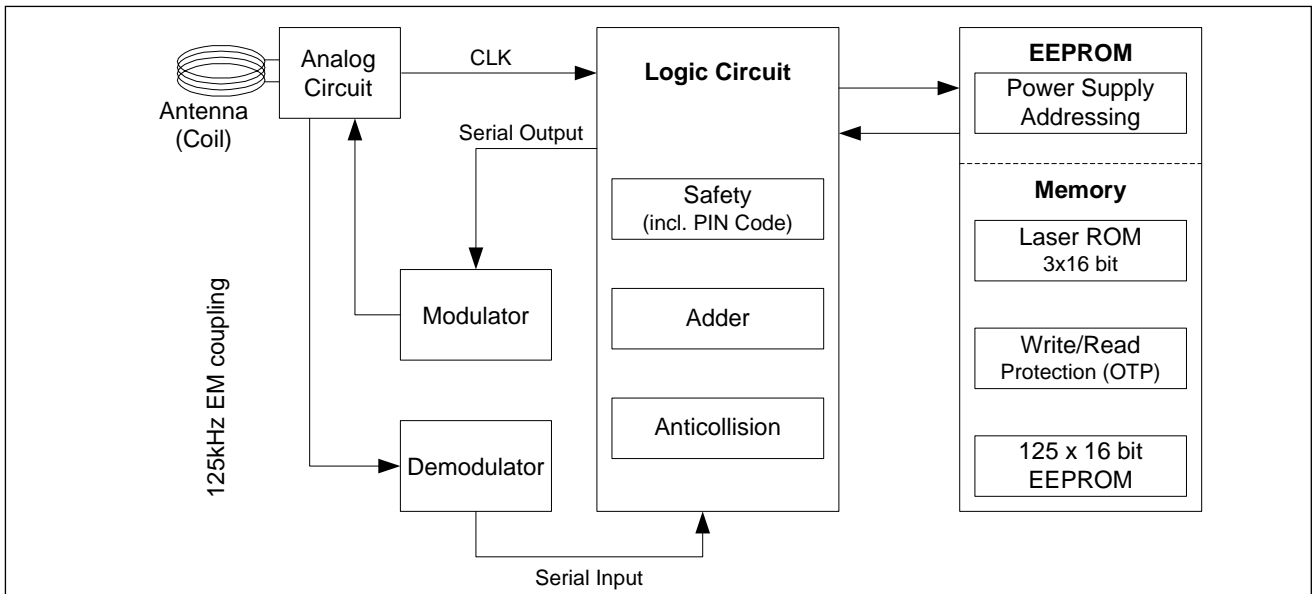 Antenna
(Coil)
Analog
Circuit
CLK
Serial Output
125kHz EM coupling
Modulator
Demodulator
Serial Input
Logic Circuit
Safety
(incl. PIN Code)
Adder
Anticollision
EEPROM
Power Supply
Addressing
Memory
Laser ROM
3x16 bit
Write/Read
Protection (OTP)
125 x 16 bit
EEPROM